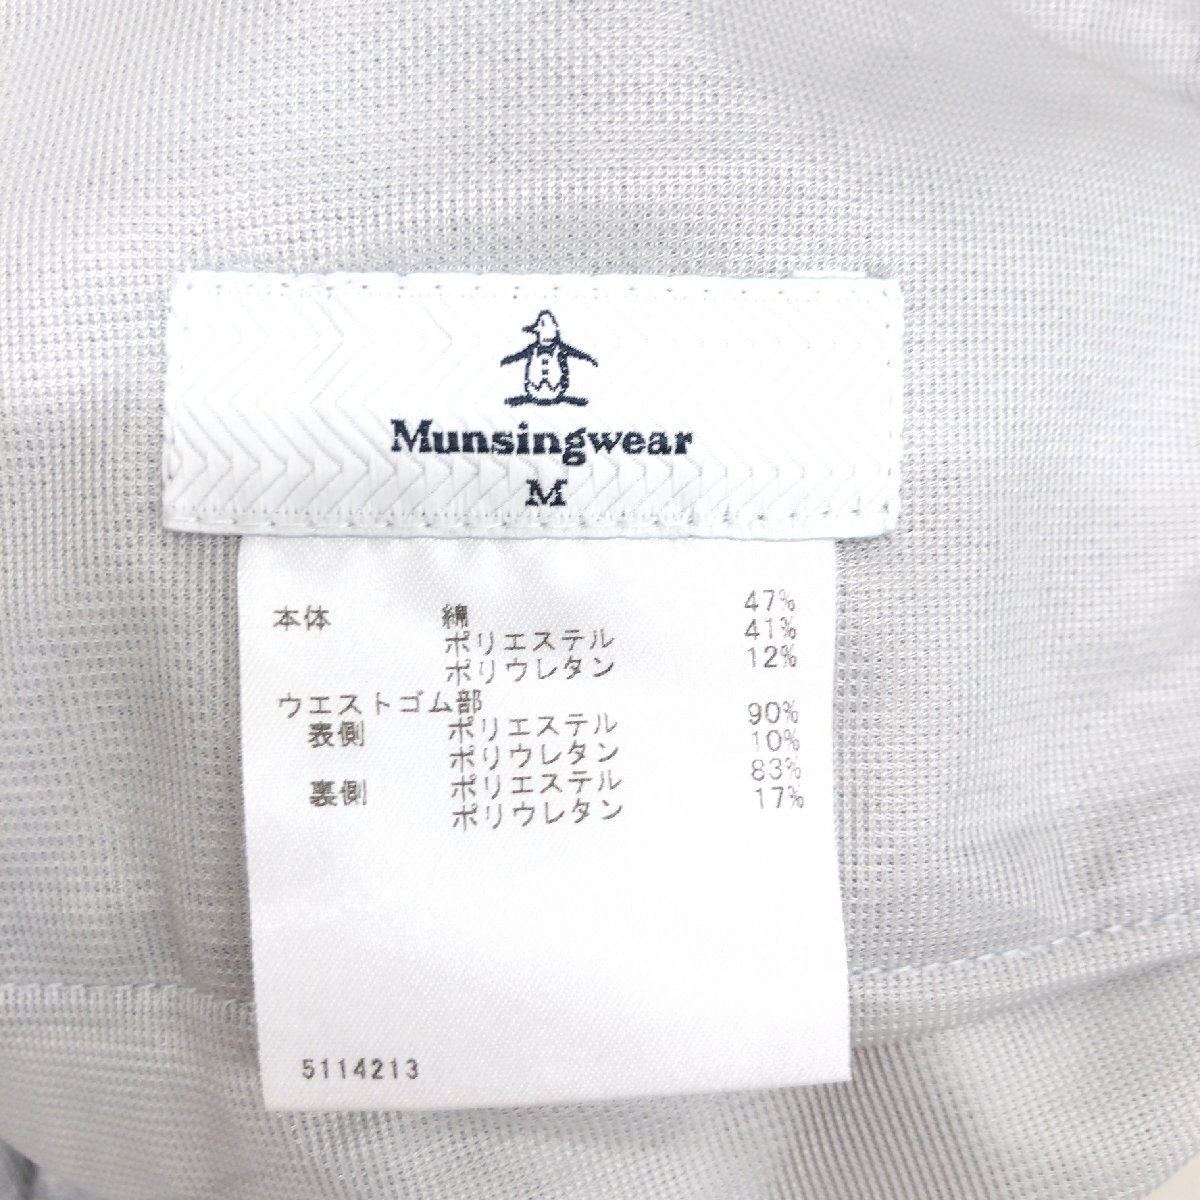 Munsingwear
M
本体 綿 47%
ポリエステル 41%
ポリウレタン 12%
ウエストゴム部
表側 ポリエステル 90%
ポリウレタン 10%
裏側 ポリエステル 83%
ポリウレタン 17%
5114213